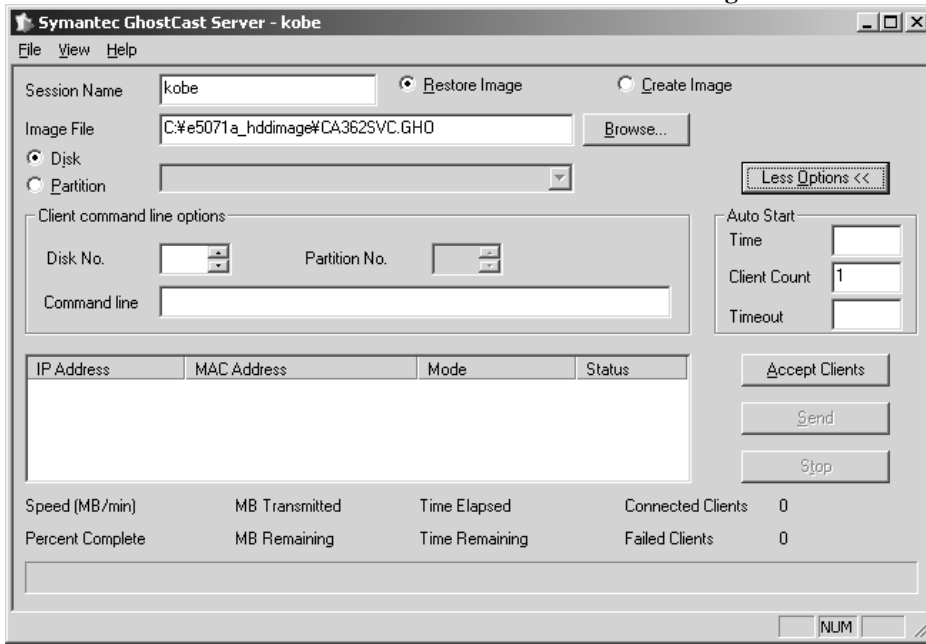 Symantec GhostCast Server - kobe
File View Help
Session Name kobe Restore Image Create Image
Image File C:¥e5071a_hddimage¥CA362SVC.GHO Browse...
Disk
Partition Less Options <<
Client command line options Auto Start
Time
Disk No. Partition No.
Client Count 1
Command line
Timeout
IP Address MAC Address Mode Status Accept Clients
Send
Stop
Speed (MB/min) MB Transmitted Time Elapsed Connected Clients 0
Percent Complete MB Remaining Time Remaining Failed Clients 0
NUM